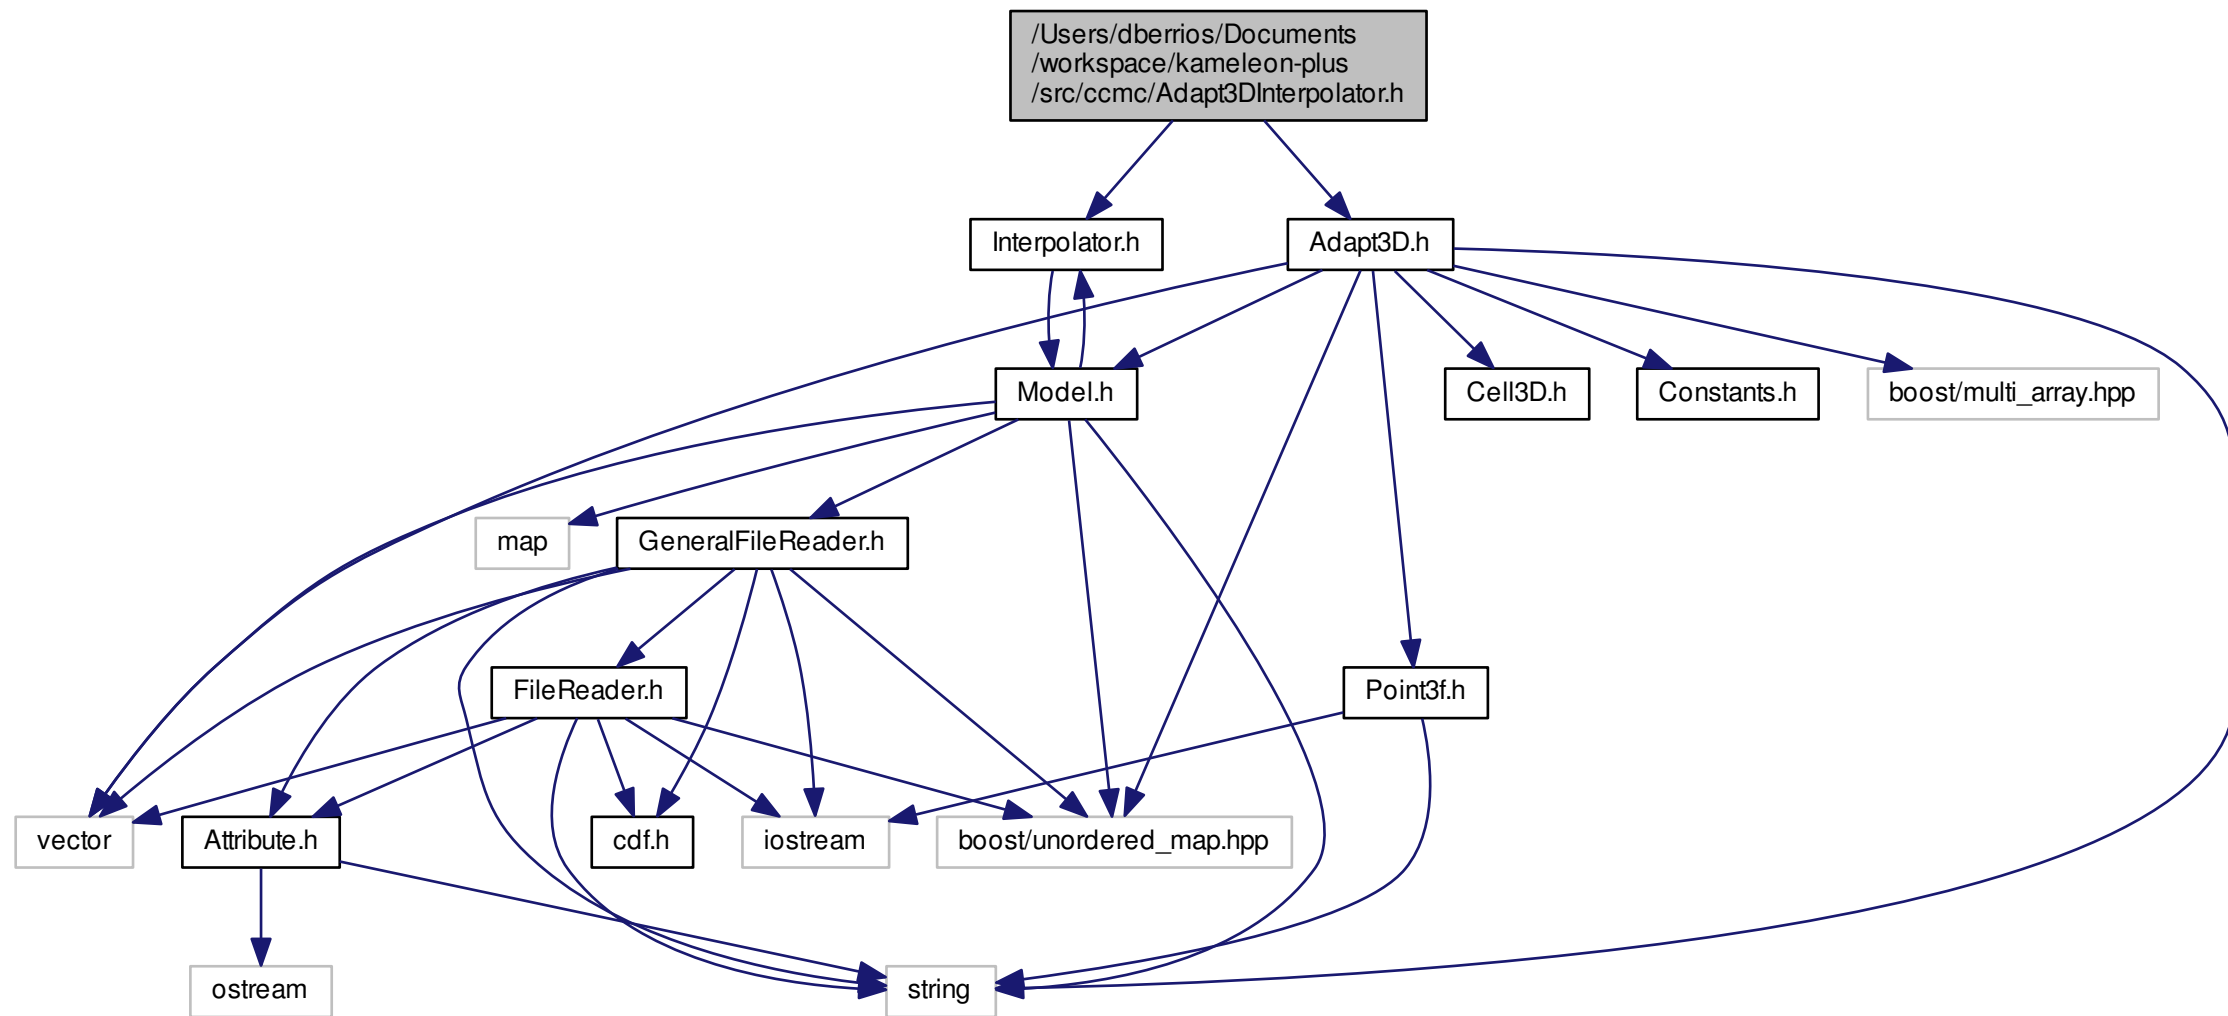 /Users/dberrios/Documents
/workspace/kameleon-plus
/src/ccmc/Adapt3DInterpolator.h
Interpolator.h
Adapt3D.h
Model.h
Cell3D.h
Constants.h
boost/multi_array.hpp
map
GeneralFileReader.h
FileReader.h
Point3f.h
vector
Attribute.h
cdf.h
iostream
boost/unordered_map.hpp
ostream
string